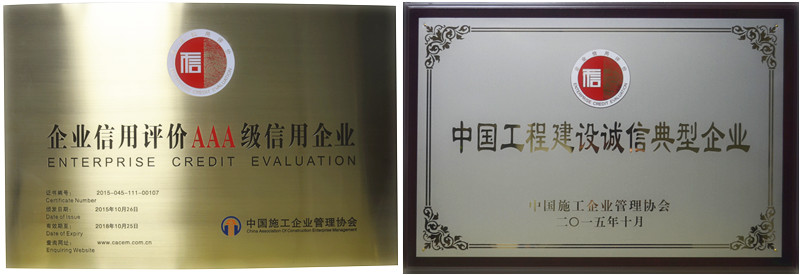 信
企业信用评价AAA级信用企业
ENTERPRISE CREDIT EVALUATION
证书编号: 2015-045-111-00107
Certificate Number
颁发日期: 2015年10月26日
Date of Issue
有效期至: 2018年10月25日
Date of Expiry
查询网址: www.cacem.com.cn
Enquiring Website
中国施工企业管理协会
China Association Of Construction Enterprise Management
信
ENTERPRISE CREDIT EVALUATION
中国工程建设诚信典型企业
中国施工企业管理协会
二〇一五年十月